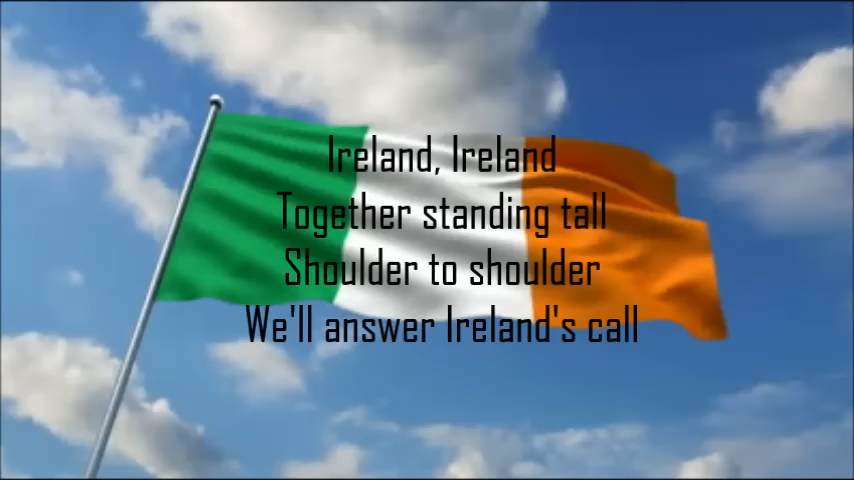 Ireland, Ireland
Together standing tall
Shoulder to shoulder
We'll answer Ireland's call